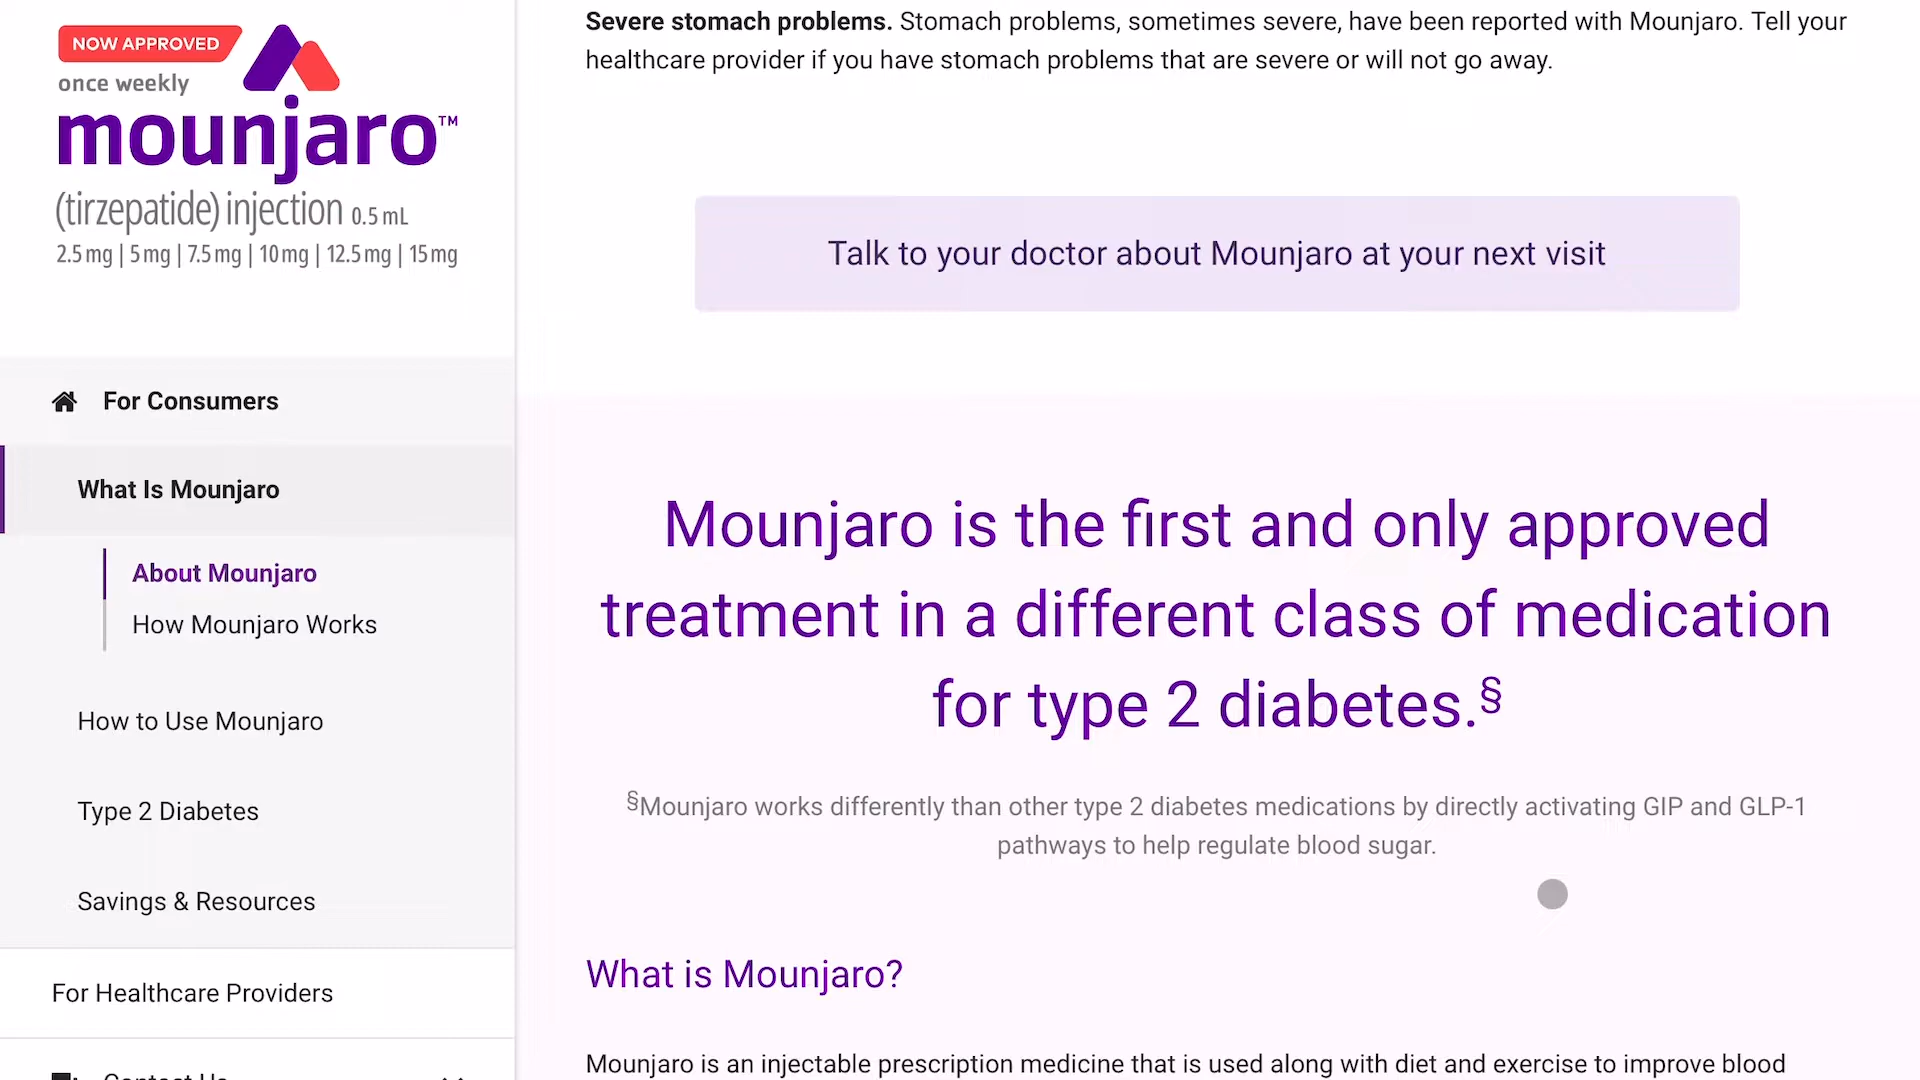 NOW APPROVED
once weekly
mounjaro™
(tirzepatide) injection 0.5 mL
2.5 mg | 5 mg | 7.5 mg | 10 mg | 12.5 mg | 15 mg
For Consumers
What Is Mounjaro
About Mounjaro
How Mounjaro Works
How to Use Mounjaro
Type 2 Diabetes
Savings & Resources
For Healthcare Providers
Contact Us
Severe stomach problems. Stomach problems, sometimes severe, have been reported with Mounjaro. Tell your
healthcare provider if you have stomach problems that are severe or will not go away.
Talk to your doctor about Mounjaro at your next visit
Mounjaro is the first and only approved
treatment in a different class of medication
for type 2 diabetes.§
§Mounjaro works differently than other type 2 diabetes medications by directly activating GIP and GLP-1
pathways to help regulate blood sugar.
What is Mounjaro?
Mounjaro is an injectable prescription medicine that is used along with diet and exercise to improve blood